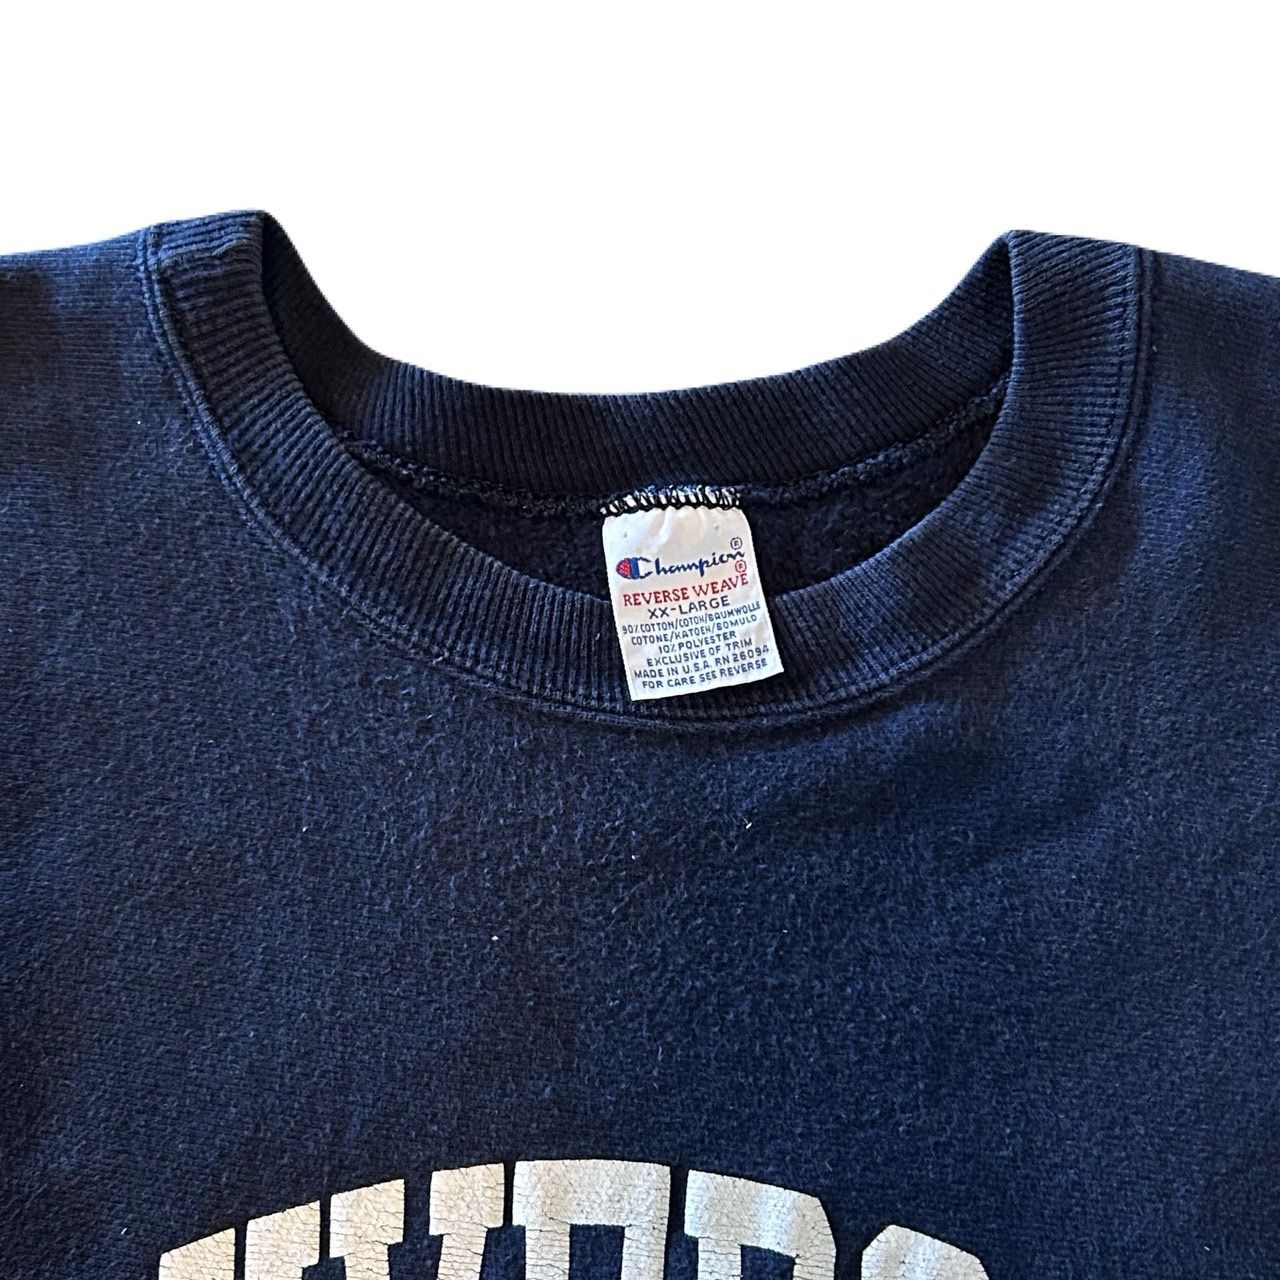 Champion®
REVERSE WEAVE®
XX-LARGE
90% COTTON/COTON/BAUMWOLLE
COTONE/KATOEN/BOMULD
10% POLYESTER
EXCLUSIVE OF TRIM
MADE IN U.S.A. RN 26094
FOR CARE SEE REVERSE